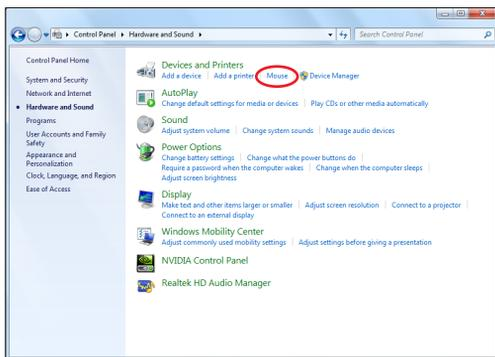 Control Panel ▸ Hardware and Sound ▸
Search Control Panel
Control Panel Home
System and Security
Network and Internet
Hardware and Sound
Programs
User Accounts and Family
Safety
Appearance and
Personalization
Clock, Language, and Region
Ease of Access
Devices and Printers
Add a device | Add a printer | Mouse | Device Manager
AutoPlay
Change default settings for media or devices | Play CDs or other media automatically
Sound
Adjust system volume | Change system sounds | Manage audio devices
Power Options
Change battery settings | Change what the power buttons do |
Require a password when the computer wakes | Change when the computer sleeps |
Adjust screen brightness
Display
Make text and other items larger or smaller | Adjust screen resolution | Connect to a projector |
Connect to an external display
Windows Mobility Center
Adjust commonly used mobility settings | Adjust settings before giving a presentation
NVIDIA Control Panel
Realtek HD Audio Manager